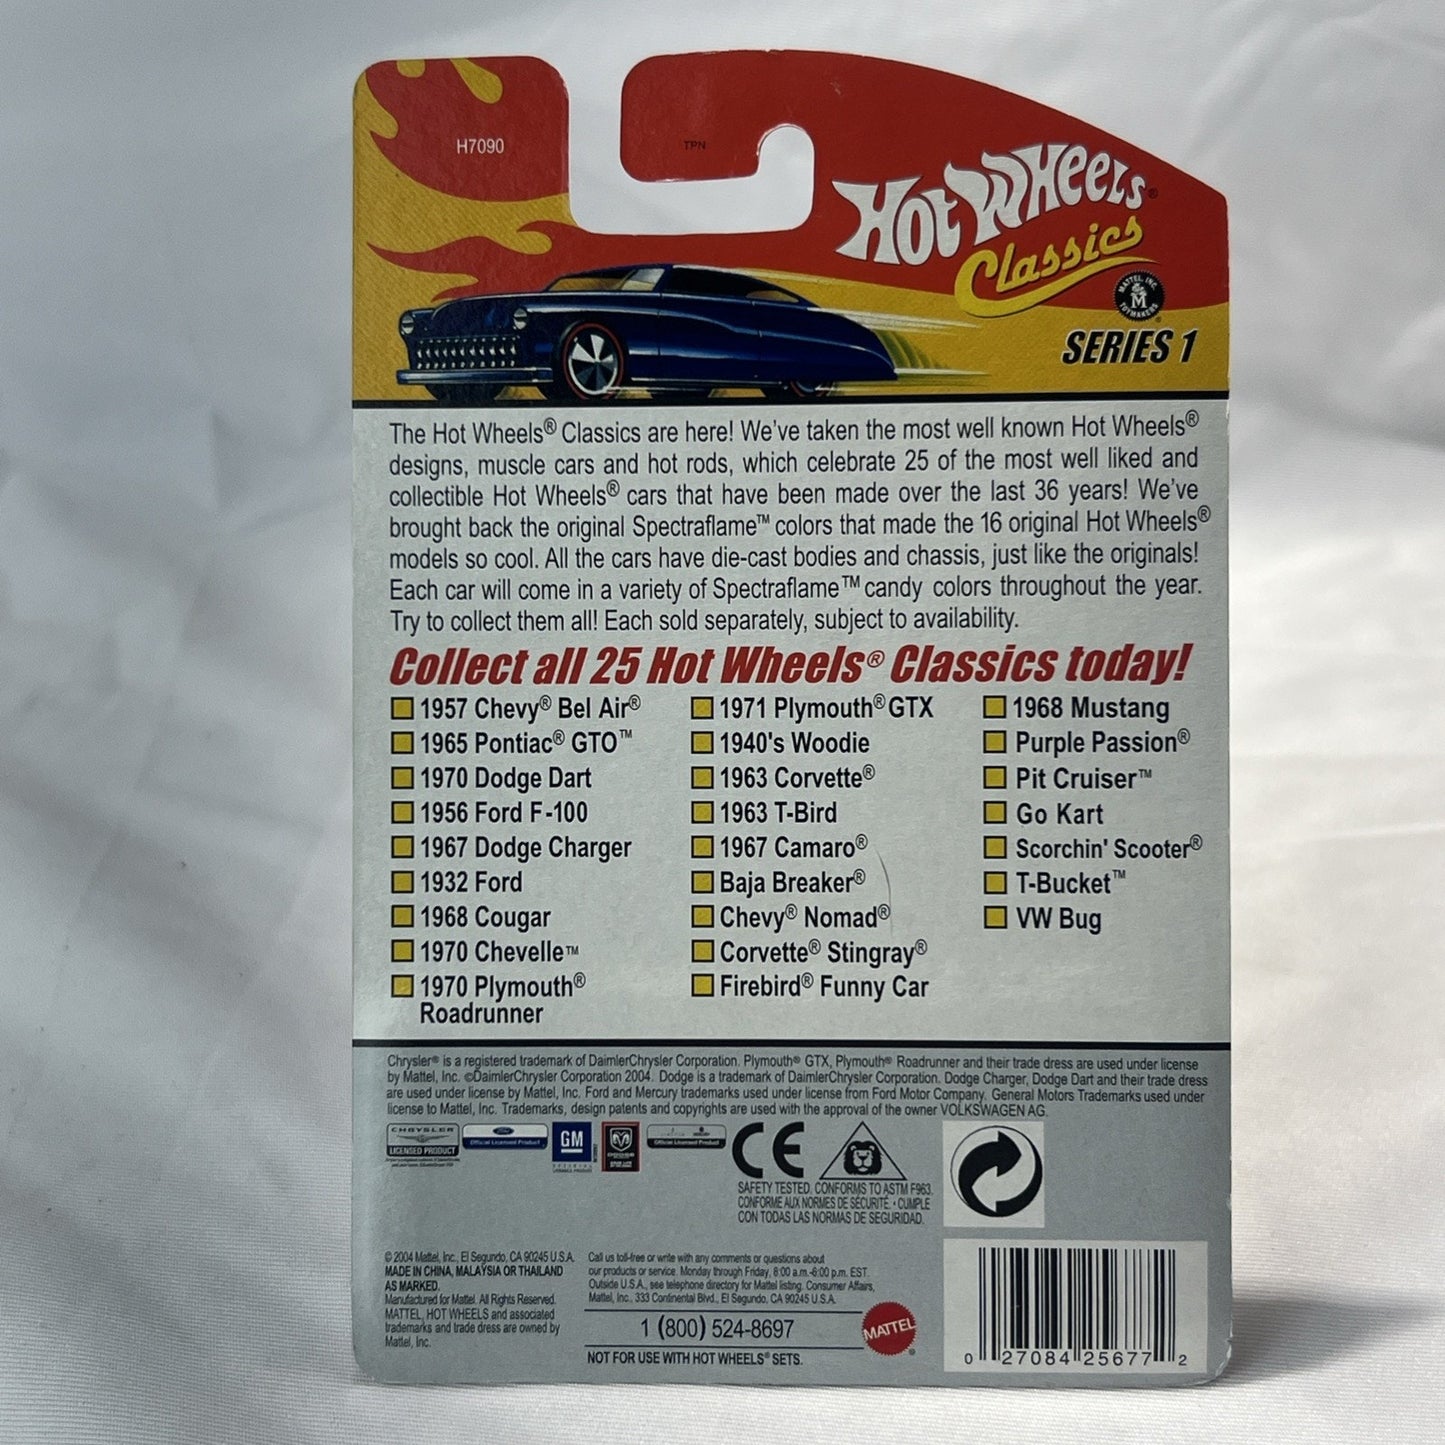 H7090
TPN
HOT WHEELS®
Classics
MATTEL, INC.
M
TOYMAKERS
SERIES 1
The Hot Wheels® Classics are here! We've taken the most well known Hot Wheels®
designs, muscle cars and hot rods, which celebrate 25 of the most well liked and
collectible Hot Wheels® cars that have been made over the last 36 years! We've
brought back the original Spectraflame™ colors that made the 16 original Hot Wheels®
models so cool. All the cars have die-cast bodies and chassis, just like the originals!
Each car will come in a variety of Spectraflame™ candy colors throughout the year.
Try to collect them all! Each sold separately, subject to availability.
Collect all 25 Hot Wheels® Classics today!
1957 Chevy® Bel Air®
1965 Pontiac® GTO™
1970 Dodge Dart
1956 Ford F-100
1967 Dodge Charger
1932 Ford
1968 Cougar
1970 Chevelle™
1970 Plymouth®
Roadrunner
1971 Plymouth® GTX
1940's Woodie
1963 Corvette®
1963 T-Bird
1967 Camaro®
Baja Breaker®
Chevy® Nomad®
Corvette® Stingray®
Firebird® Funny Car
1968 Mustang
Purple Passion®
Pit Cruiser™
Go Kart
Scorchin' Scooter®
T-Bucket™
VW Bug
Chrysler® is a registered trademark of DaimlerChrysler Corporation. Plymouth® GTX, Plymouth® Roadrunner and their trade dress are used under license
by Mattel, Inc. ©DaimlerChrysler Corporation 2004. Dodge is a trademark of DaimlerChrysler Corporation. Dodge Charger, Dodge Dart and their trade dress
are used under license by Mattel, Inc. Ford and Mercury trademarks used under license from Ford Motor Company. General Motors Trademarks used under
license to Mattel, Inc. Trademarks, design patents and copyrights are used with the approval of the owner VOLKSWAGEN AG.
CHRYSLER
LICENSED PRODUCT
Ford
Official Licensed Product
GM
OFFICIAL
LICENSED PRODUCT
DODGE
Official Licensed Product
CE
SAFETY TESTED. CONFORMS TO ASTM F963.
CONFORME AUX NORMES DE SÉCURITÉ. • CUMPLE
CON TODAS LAS NORMAS DE SEGURIDAD.
© 2004 Mattel, Inc., El Segundo, CA 90245 U.S.A.
MADE IN CHINA, MALAYSIA OR THAILAND
AS MARKED.
Manufactured for Mattel. All Rights Reserved.
MATTEL, HOT WHEELS and associated
trademarks and trade dress are owned by
Mattel, Inc.
Call us toll-free or write with any comments or questions about
our products or service. Monday through Friday, 8:00 a.m.-6:00 p.m. EST.
Outside U.S.A., see telephone directory for Mattel listing. Consumer Affairs,
Mattel, Inc., 333 Continental Blvd., El Segundo, CA 90245 U.S.A.
1 (800) 524-8697
NOT FOR USE WITH HOT WHEELS® SETS.
MATTEL®
0 27084 25677 2